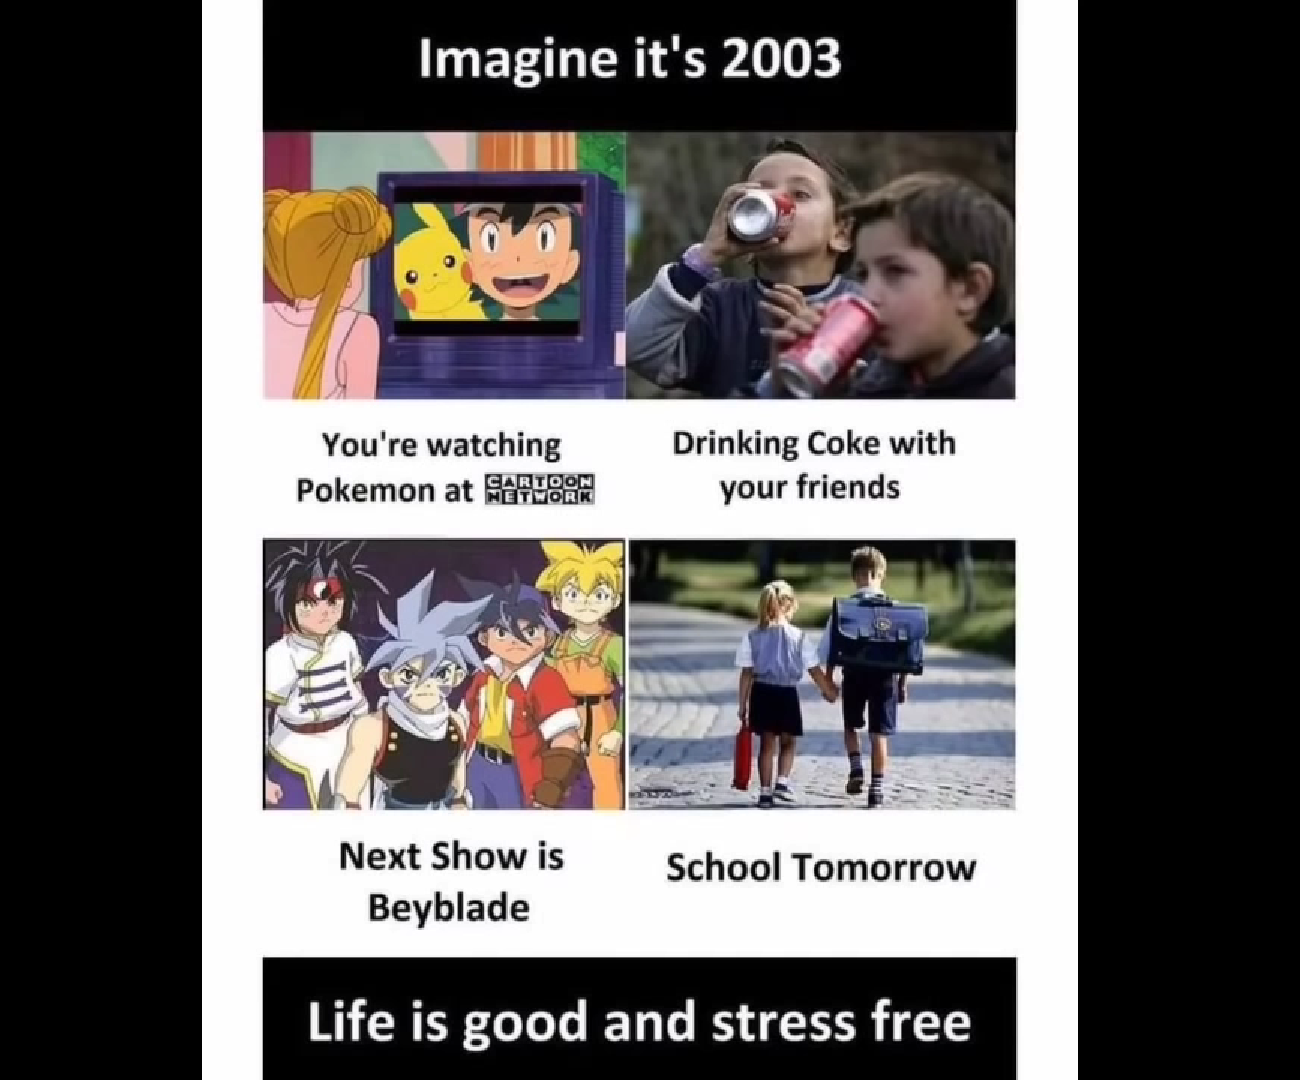 Imagine it's 2003
You're watching
Pokemon at CARTOON NETWORK
Drinking Coke with
your friends
Next Show is
Beyblade
School Tomorrow
Life is good and stress free